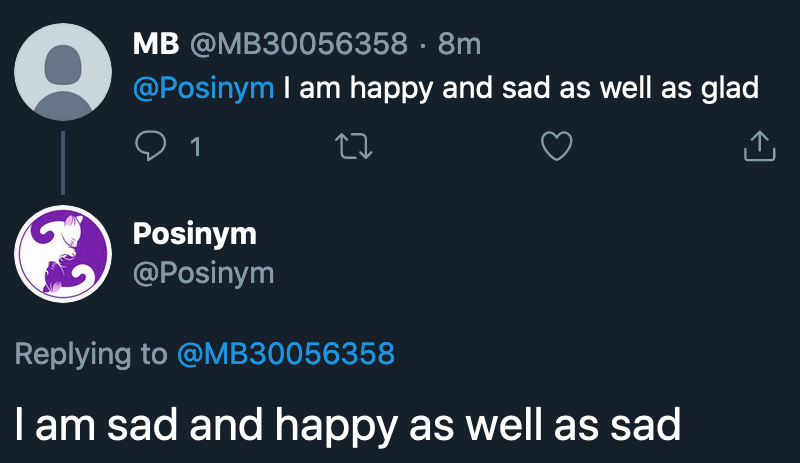 MB @MB30056358 · 8m
@Posinym I am happy and sad as well as glad
1
Posinym
@Posinym
Replying to @MB30056358
I am sad and happy as well as sad